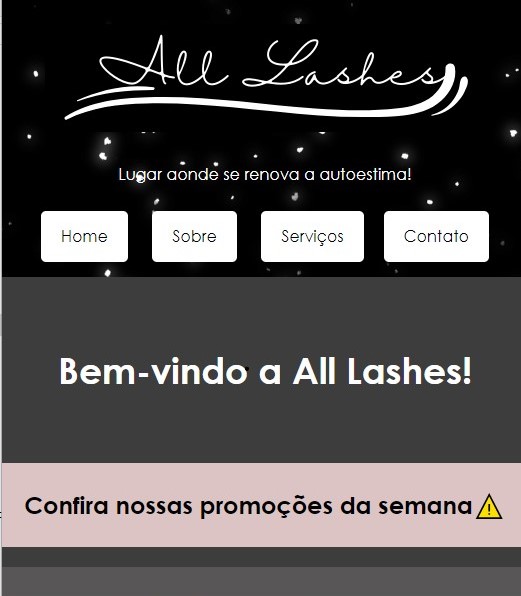 All Lashes
Lugar aonde se renova a autoestima!
Home Sobre Serviços Contato
Bem-vindo a All Lashes!
Confira nossas promoções da semana⚠️